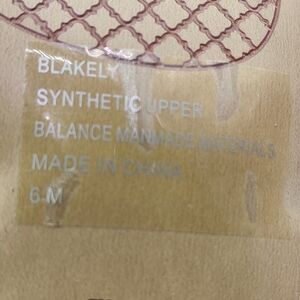 BLAKELY
SYNTHETIC UPPER
BALANCE MANMADE MATERIALS
MADE IN CHINA
6 M